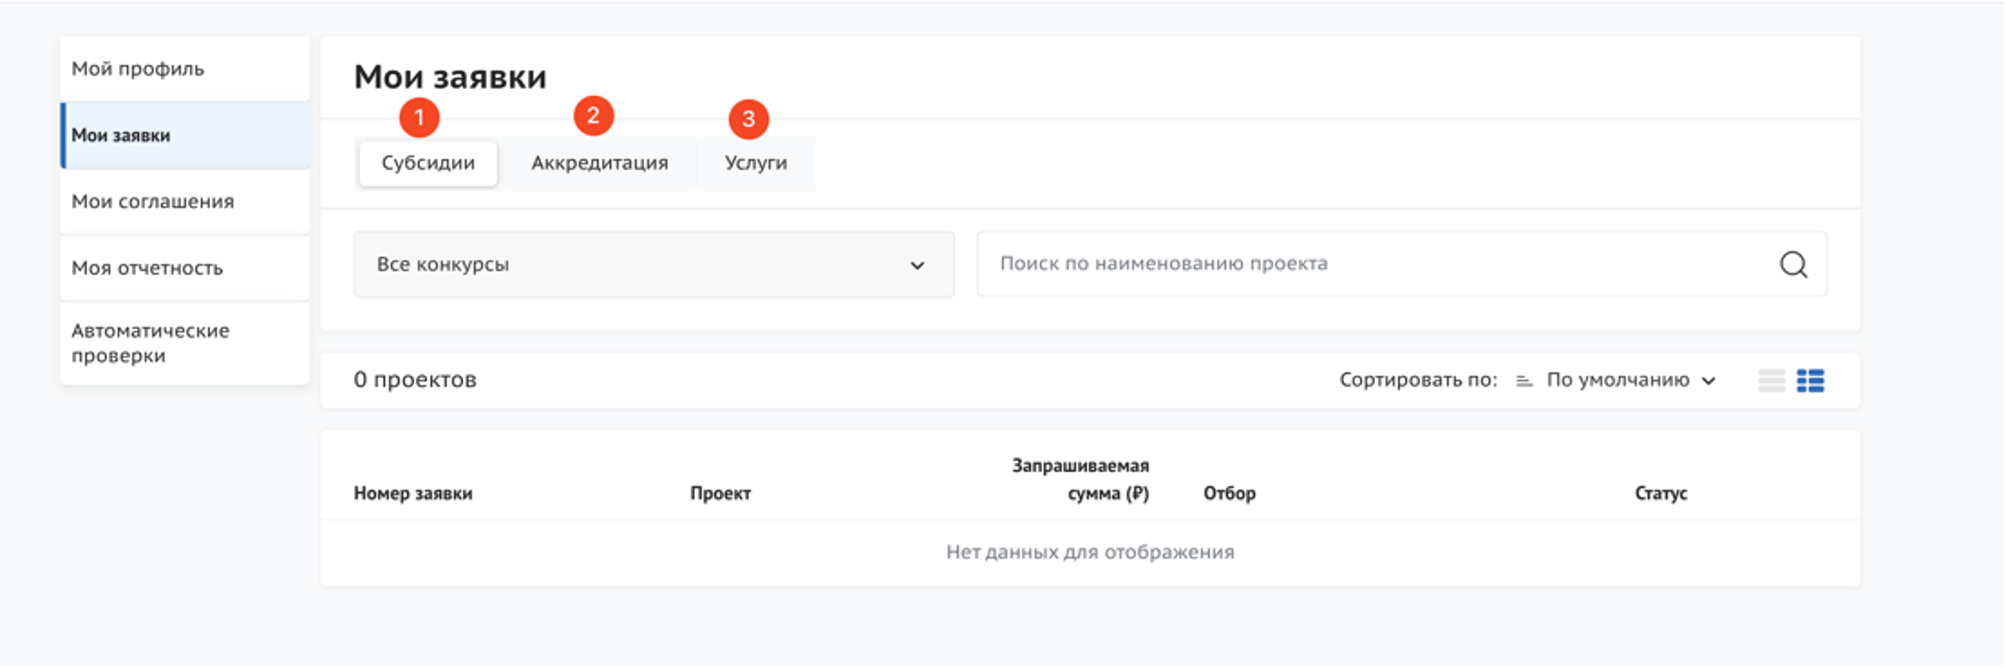 Мой профиль
Мои заявки
Мои соглашения
Моя отчетность
Автоматические
проверки
Мои заявки
1 2 3
Субсидии Аккредитация Услуги
Все конкурсы Поиск по наименованию проекта
0 проектов Сортировать по: По умолчанию
Номер заявки Проект Запрашиваемая
сумма (₽) Отбор Статус
Нет данных для отображения